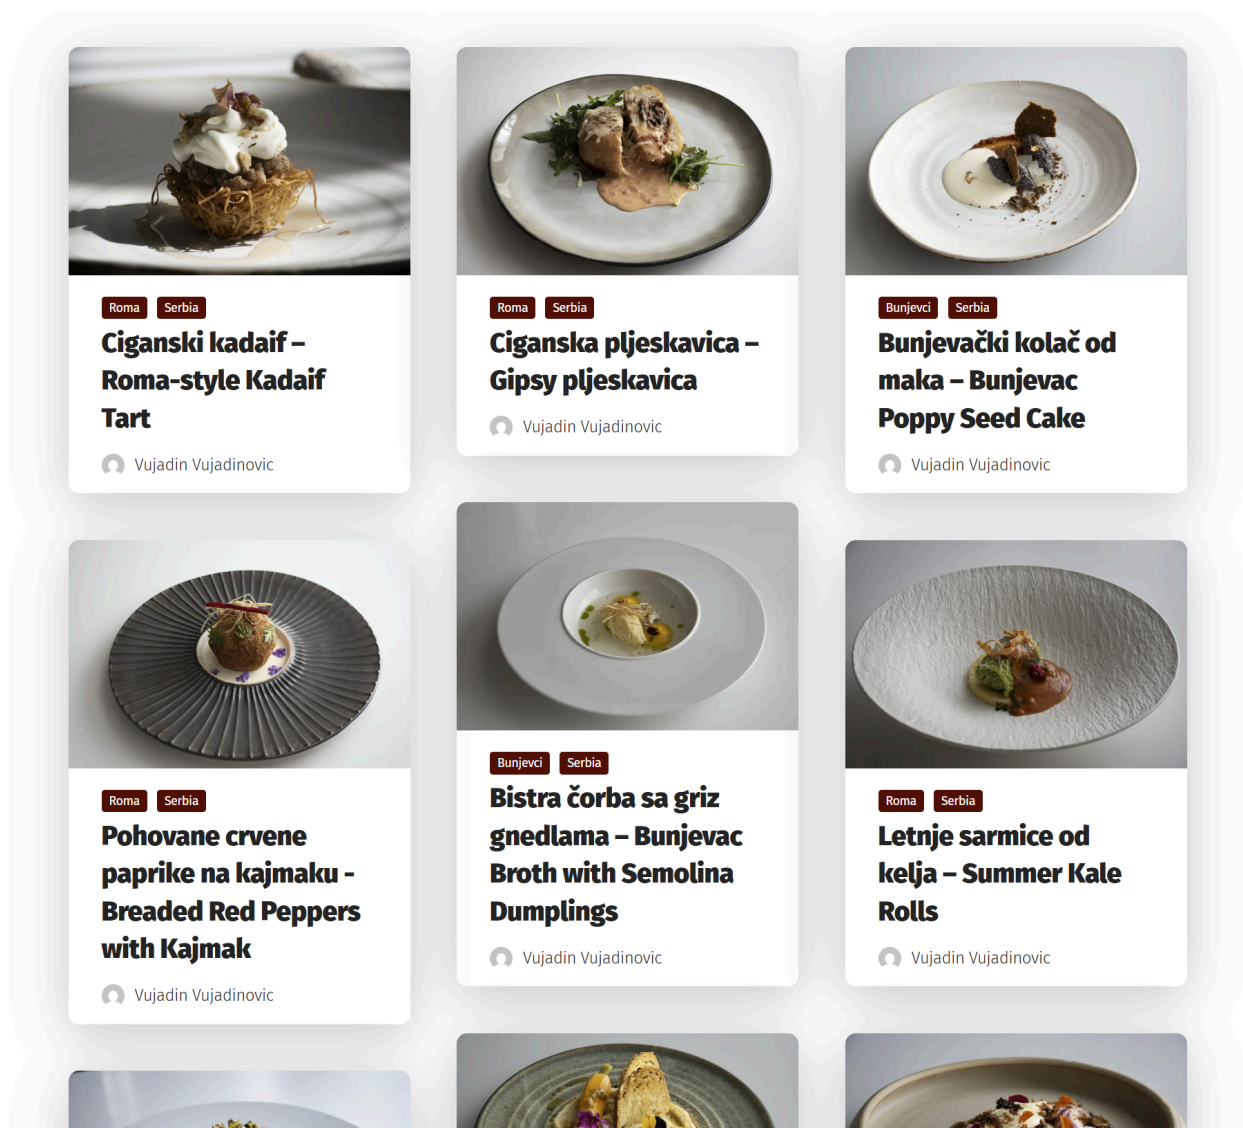 Roma Serbia
Ciganski kadaif –
Roma-style Kadaif
Tart
Vujadin Vujadinovic
Roma Serbia
Ciganska pljeskavica –
Gipsy pljeskavica
Vujadin Vujadinovic
Bunjevci Serbia
Bunjevački kolač od
maka – Bunjevac
Poppy Seed Cake
Vujadin Vujadinovic
Roma Serbia
Pohovane crvene
paprike na kajmaku -
Breaded Red Peppers
with Kajmak
Vujadin Vujadinovic
Bunjevci Serbia
Bistra čorba sa griz
gnedlama – Bunjevac
Broth with Semolina
Dumplings
Vujadin Vujadinovic
Roma Serbia
Letnje sarmice od
kelja – Summer Kale
Rolls
Vujadin Vujadinovic